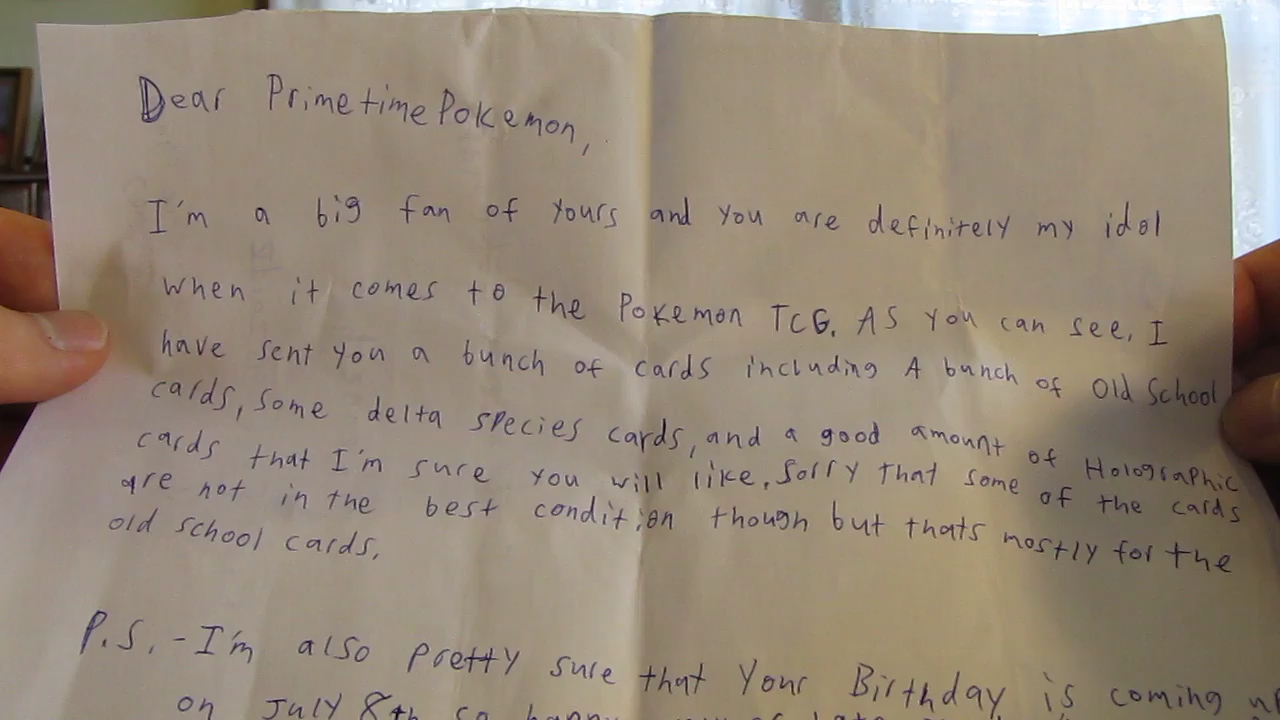 Dear PrimetimePokemon,
I'm a big fan of yours and you are definitely my idol
when it comes to the Pokemon TCG. As you can see, I
have sent you a bunch of cards including A bunch of Old School
cards, some delta species cards, and a good amount of Holographic
cards that I'm sure you will like. Sorry that some of the cards
are not in the best condition though but thats mostly for the
old school cards.
P.S. - I'm also pretty sure that Your Birthday is coming
on July 8th so happy